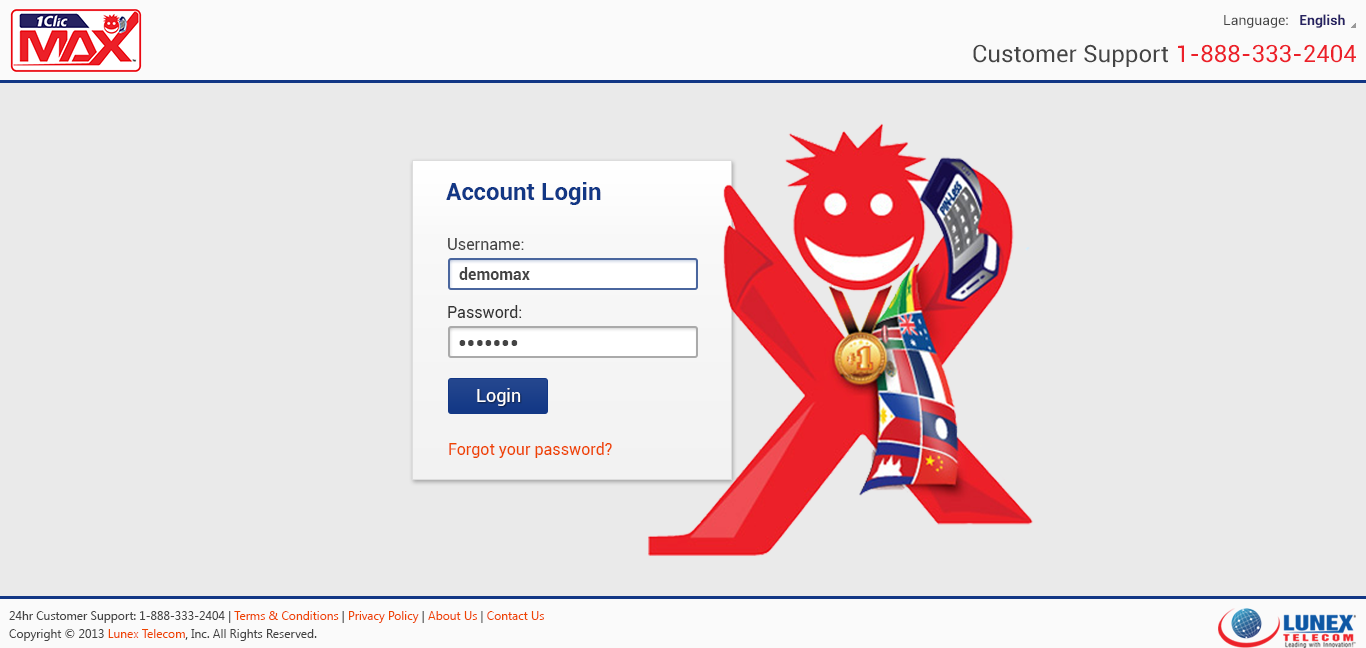 1Clic
MAX
Language: English
Customer Support 1-888-333-2404
Account Login
Username:
demomax
Password:
•••••••
Login
Forgot your password?
PIN-Less
#1
24hr Customer Support: 1-888-333-2404 | Terms & Conditions | Privacy Policy | About Us | Contact Us
Copyright © 2013 Lunex Telecom, Inc. All Rights Reserved.
LUNEX
TELECOM
Leading with Innovation!